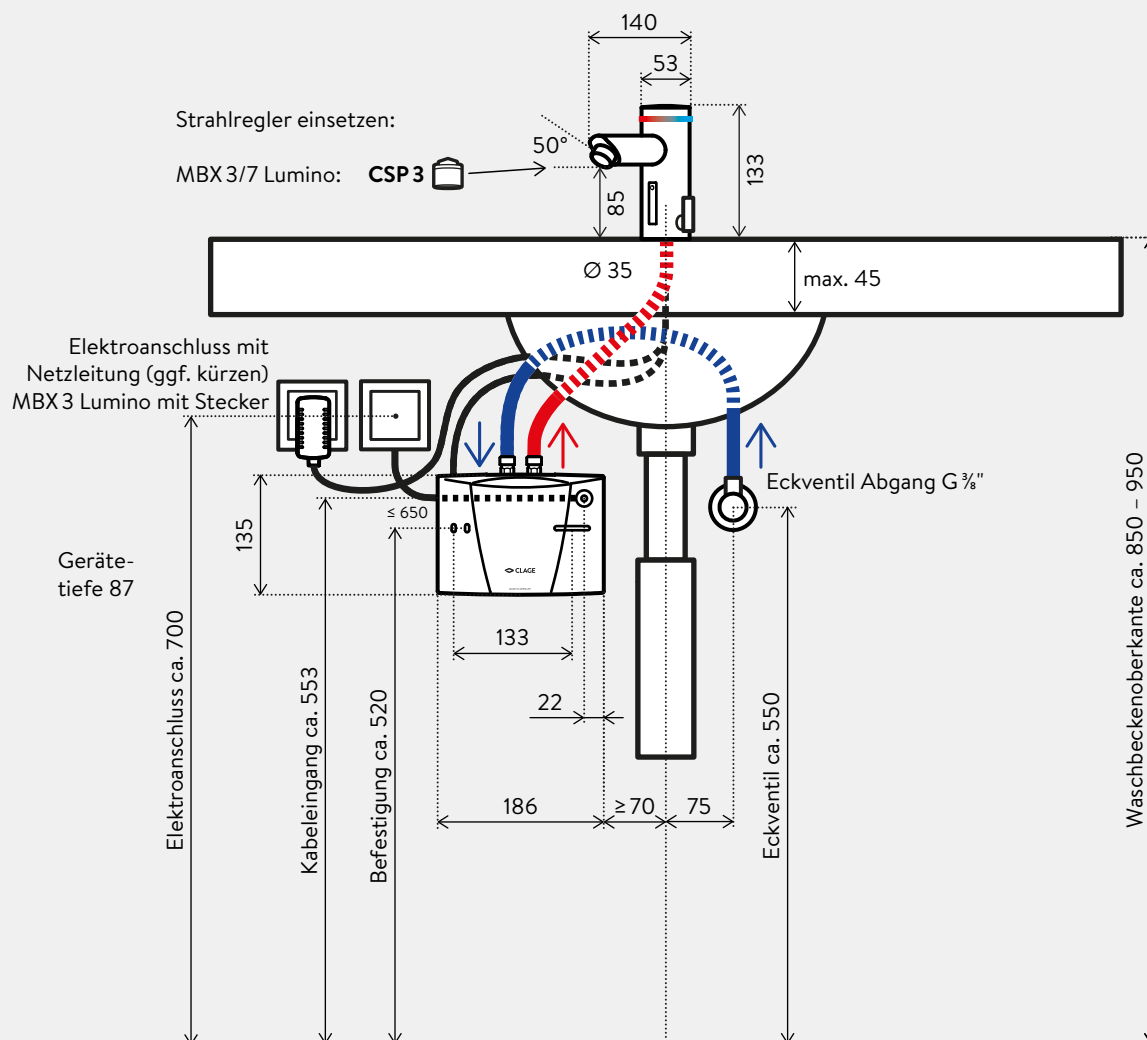 140
53
Strahlregler einsetzen:
50°
MBX 3/7 Lumino: CSP 3
133
85
Ø 35
max. 45
Elektroanschluss mit
Netzleitung (ggf. kürzen)
MBX 3 Lumino mit Stecker
Eckventil Abgang G ⅜"
≤ 650
135
Geräte-
tiefe 87
CLAGE
133
22
186
≥ 70
75
Elektroanschluss ca. 700
Kabeleingang ca. 553
Befestigung ca. 520
Eckventil ca. 550
Waschbeckenoberkante ca. 850 – 950